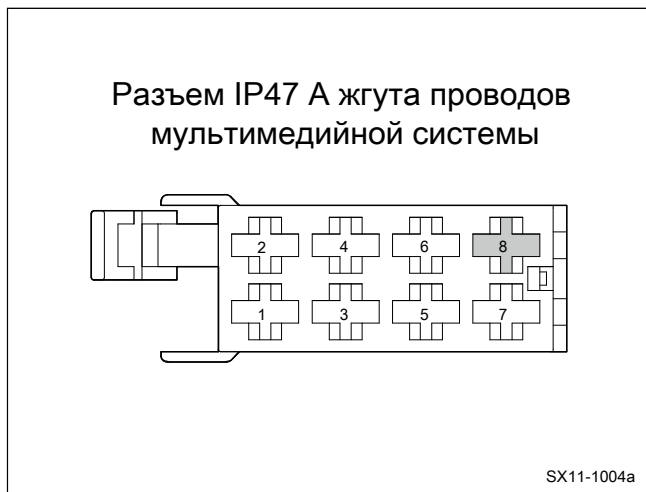 Разъем IP47 A жгута проводов
мультимедийной системы
2 4 6 8
1 3 5 7
SX11-1004a